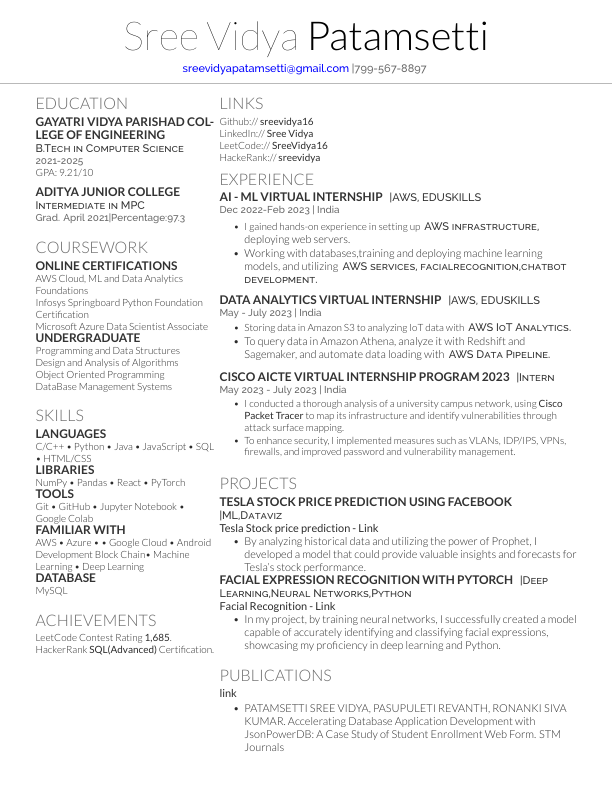 Sree Vidya Patamsetti
sreevidyapatamsetti@gmail.com |799-567-8897
EDUCATION
GAYATRI VIDYA PARISHAD COL-
LEGE OF ENGINEERING
B.Tech in Computer Science
2021-2025
GPA: 9.21/10
ADITYA JUNIOR COLLEGE
Intermediate in MPC
Grad. April 2021|Percentage:97.3
COURSEWORK
ONLINE CERTIFICATIONS
AWS Cloud, ML and Data Analytics
Foundations
Infosys Springboard Python Foundation
Certification
Microsoft Azure Data Scientist Associate
UNDERGRADUATE
Programming and Data Structures
Design and Analysis of Algorithms
Object Oriented Programming
DataBase Management Systems
SKILLS
LANGUAGES
C/C++ • Python • Java • JavaScript • SQL
• HTML/CSS
LIBRARIES
NumPy • Pandas • React • PyTorch
TOOLS
Git • GitHub • Jupyter Notebook •
Google Colab
FAMILIAR WITH
AWS • Azure • • Google Cloud • Android
Development Block Chain• Machine
Learning • Deep Learning
DATABASE
MySQL
ACHIEVEMENTS
LeetCode Contest Rating 1,685.
HackerRank SQL(Advanced) Certification.
LINKS
Github:// sreevidya16
LinkedIn:// Sree Vidya
LeetCode:// SreeVidya16
HackeRank:// sreevidya
EXPERIENCE
AI - ML VIRTUAL INTERNSHIP |AWS, EDUSKILLS
Dec 2022-Feb 2023 | India
• I gained hands-on experience in setting up AWS infrastructure,
deploying web servers.
• Working with databases,training and deploying machine learning
models, and utilizing AWS services, facialrecognition,chatbot
development.
DATA ANALYTICS VIRTUAL INTERNSHIP |AWS, EDUSKILLS
May - July 2023 | India
• Storing data in Amazon S3 to analyzing IoT data with AWS IoT Analytics.
• To query data in Amazon Athena, analyze it with Redshift and
Sagemaker, and automate data loading with AWS Data Pipeline.
CISCO AICTE VIRTUAL INTERNSHIP PROGRAM 2023 |Intern
May 2023 - July 2023 | India
• I conducted a thorough analysis of a university campus network, using Cisco
Packet Tracer to map its infrastructure and identify vulnerabilities through
attack surface mapping.
• To enhance security, I implemented measures such as VLANs, IDP/IPS, VPNs,
firewalls, and improved password and vulnerability management.
PROJECTS
TESLA STOCK PRICE PREDICTION USING FACEBOOK
|ML,Dataviz
Tesla Stock price prediction - Link
• By analyzing historical data and utilizing the power of Prophet, I
developed a model that could provide valuable insights and forecasts for
Tesla's stock performance.
FACIAL EXPRESSION RECOGNITION WITH PYTORCH |Deep
Learning,Neural Networks,Python
Facial Recognition - Link
• In my project, by training neural networks, I successfully created a model
capable of accurately identifying and classifying facial expressions,
showcasing my proficiency in deep learning and Python.
PUBLICATIONS
link
• PATAMSETTI SREE VIDYA, PASUPULETI REVANTH, RONANKI SIVA
KUMAR. Accelerating Database Application Development with
JsonPowerDB: A Case Study of Student Enrollment Web Form. STM
Journals